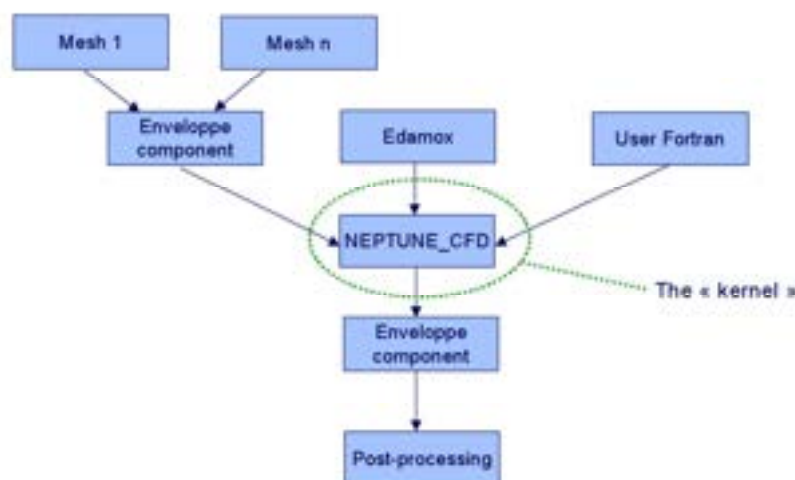 Mesh 1
Mesh n
Enveloppe
component
Edamox
User Fortran
NEPTUNE_CFD
The « kernel »
Enveloppe
component
Post-processing